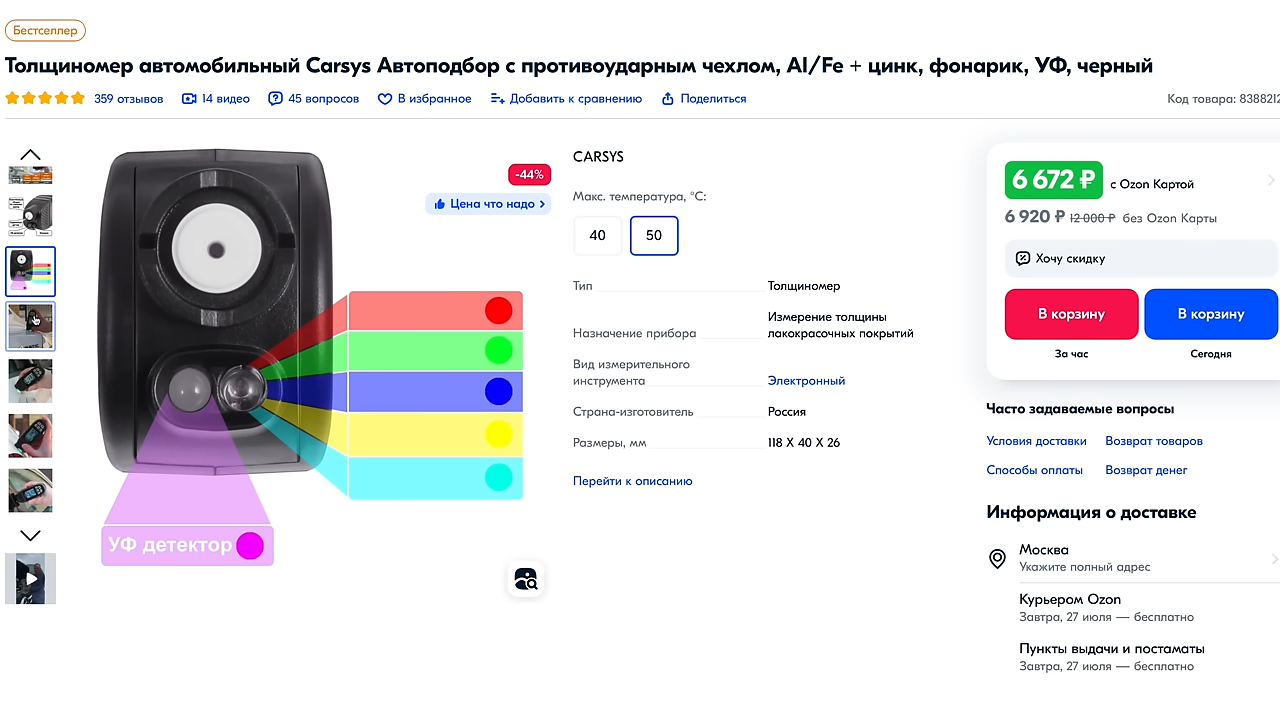 Бестселлер
Толщиномер автомобильный Carsys Автоподбор с противоударным чехлом, Al/Fe + цинк, фонарик, УФ, черный
359 отзывов
14 видео
45 вопросов
В избранное
Добавить к сравнению
Поделиться
Код товара: 8388212
-44%
Цена что надо
УФ детектор
CARSYS
Макс. температура, °C:
40
50
Тип
Толщиномер
Назначение прибора
Измерение толщины
лакокрасочных покрытий
Вид измерительного
инструмента
Электронный
Страна-изготовитель
Россия
Размеры, мм
118 X 40 X 26
Перейти к описанию
6 672 ₽ с Ozon Картой
6 920 ₽ 12 000 ₽ без Ozon Карты
Хочу скидку
В корзину
В корзину
За час
Сегодня
Часто задаваемые вопросы
Условия доставки
Возврат товаров
Способы оплаты
Возврат денег
Информация о доставке
Москва
Укажите полный адрес
Курьером Ozon
Завтра, 27 июля — бесплатно
Пункты выдачи и постаматы
Завтра, 27 июля — бесплатно